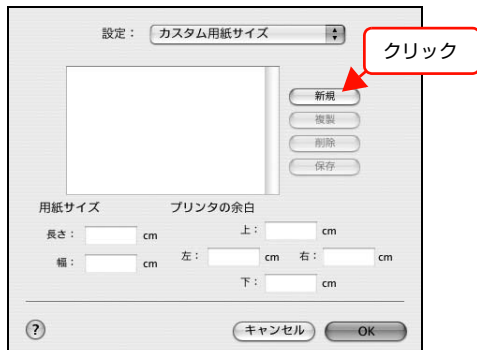 設定： カスタム用紙サイズ
クリック
新規
複製
削除
保存
用紙サイズ プリンタの余白
長さ： cm 上： cm
幅： cm 左： cm 右： cm
下： cm
? キャンセル OK